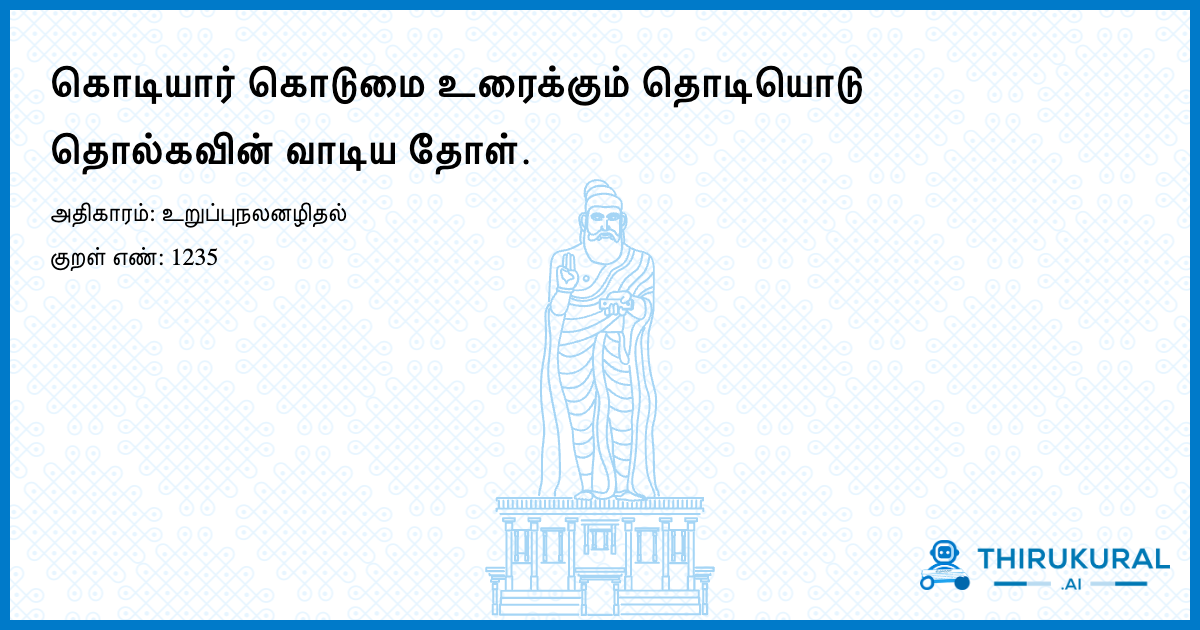 கொடியார் கொடுமை உரைக்கும் தொடியொடு
தொல்கவின் வாடிய தோள்.
அதிகாரம்: உறுப்புநலனழிதல்
குறள் எண்: 1235
THIRUKURAL
.AI